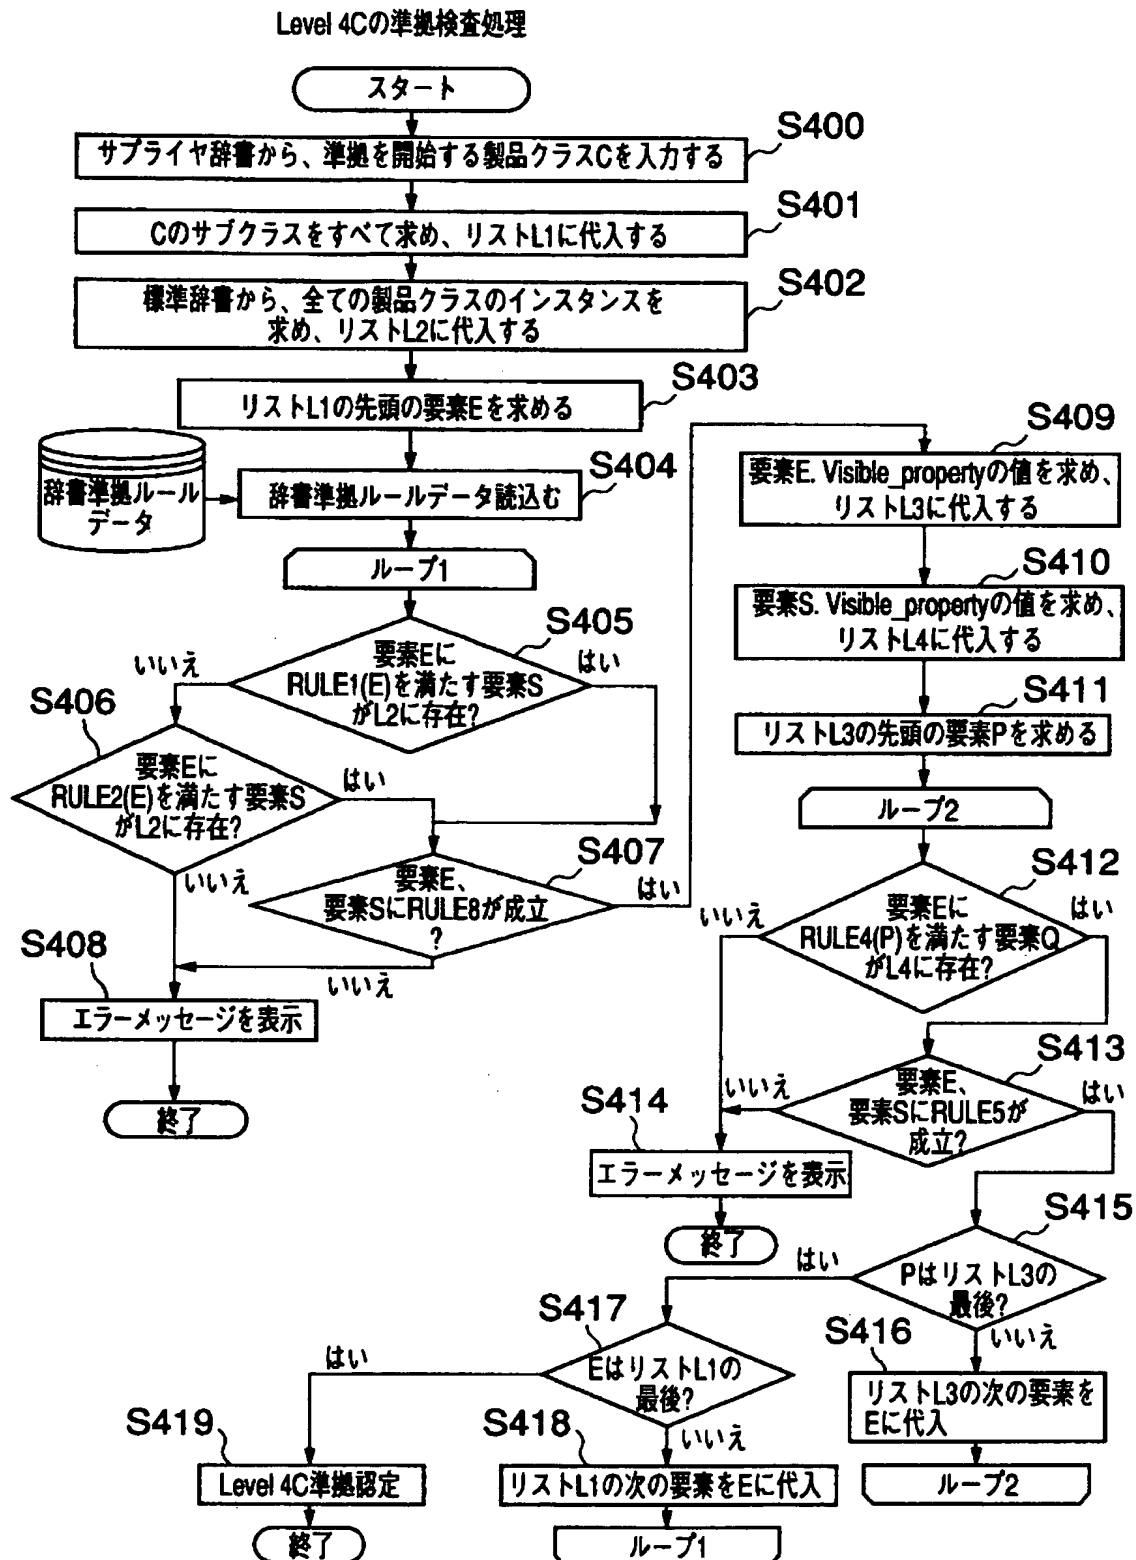 Level 4Cの準拠検査処理
スタート
S400
サプライヤ辞書から、準拠を開始する製品クラスCを入力する
S401
Cのサブクラスをすべて求め、リストL1に代入する
S402
標準辞書から、全ての製品クラスのインスタンスを
求め、リストL2に代入する
S403
リストL1の先頭の要素Eを求める
辞書準拠ルール
データ
S404
辞書準拠ルールデータ読込む
ループ1
S405
要素Eに
RULE1(E)を満たす要素S
がL2に存在?
いいえ
はい
S406
要素Eに
RULE2(E)を満たす要素S
がL2に存在?
はい
いいえ
S407
要素E、
要素SにRULE8が成立
?
はい
いいえ
S408
エラーメッセージを表示
終了
S409
要素E. Visible_propertyの値を求め、
リストL3に代入する
S410
要素S. Visible_propertyの値を求め、
リストL4に代入する
S411
リストL3の先頭の要素Pを求める
ループ2
S412
要素Eに
RULE4(P)を満たす要素Q
がL4に存在?
いいえ
はい
S413
要素E、
要素SにRULE5が
成立?
いいえ
はい
S414
エラーメッセージを表示
終了
S415
PはリストL3の
最後?
はい
いいえ
S416
リストL3の次の要素を
Eに代入
ループ2
S417
EはリストL1の
最後?
はい
いいえ
S418
リストL1の次の要素をEに代入
ループ1
S419
Level 4C準拠認定
終了